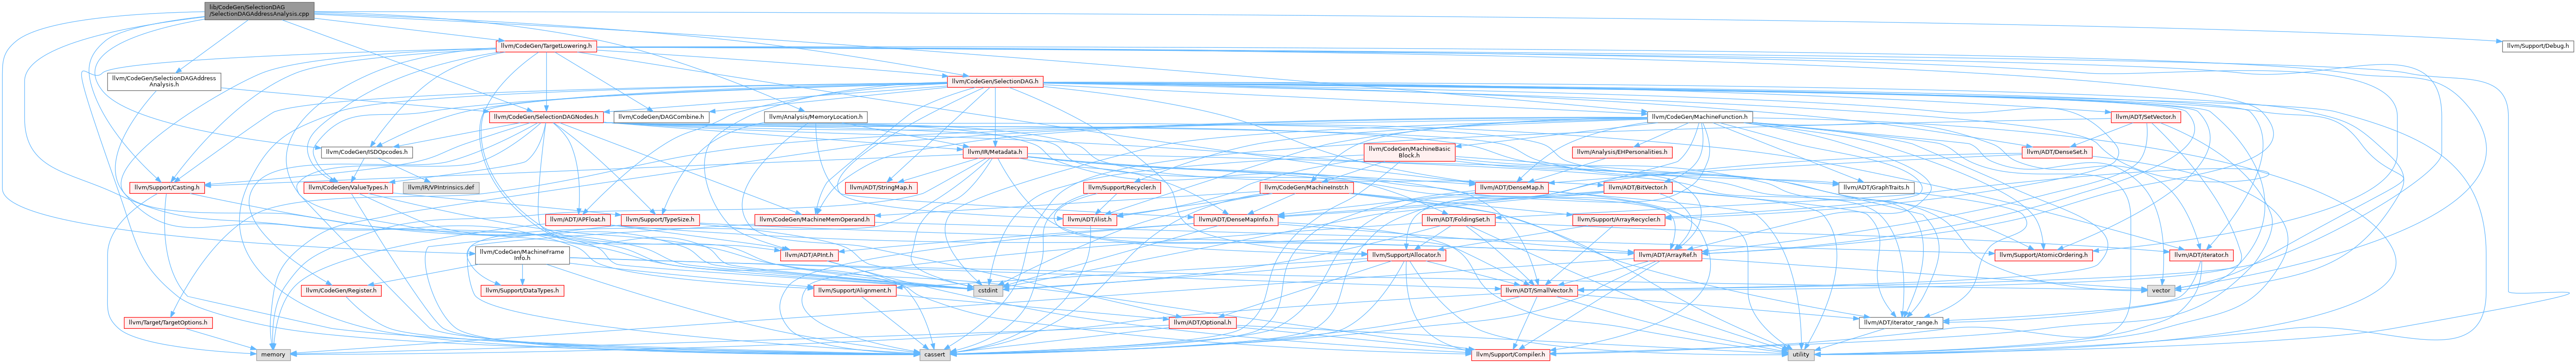 lib/CodeGen/SelectionDAG
/SelectionDAGAddressAnalysis.cpp
llvm/CodeGen/TargetLowering.h
llvm/Support/Debug.h
llvm/CodeGen/SelectionDAGAddress
Analysis.h
llvm/CodeGen/SelectionDAG.h
llvm/CodeGen/SelectionDAGNodes.h
llvm/CodeGen/DAGCombine.h
llvm/Analysis/MemoryLocation.h
llvm/CodeGen/MachineFunction.h
llvm/ADT/SetVector.h
llvm/CodeGen/ISDOpcodes.h
llvm/IR/Metadata.h
llvm/CodeGen/MachineBasic
Block.h
llvm/Analysis/EHPersonalities.h
llvm/ADT/DenseSet.h
llvm/Support/Casting.h
llvm/CodeGen/ValueTypes.h
llvm/IR/VPIntrinsics.def
llvm/ADT/StringMap.h
llvm/Support/Recycler.h
llvm/CodeGen/MachineInstr.h
llvm/ADT/DenseMap.h
llvm/ADT/BitVector.h
llvm/ADT/GraphTraits.h
llvm/ADT/APFloat.h
llvm/Support/TypeSize.h
llvm/CodeGen/MachineMemOperand.h
llvm/ADT/ilist.h
llvm/ADT/DenseMapInfo.h
llvm/ADT/FoldingSet.h
llvm/Support/ArrayRecycler.h
llvm/CodeGen/MachineFrame
Info.h
llvm/ADT/APInt.h
llvm/Support/Allocator.h
llvm/ADT/ArrayRef.h
llvm/Support/AtomicOrdering.h
llvm/ADT/iterator.h
llvm/CodeGen/Register.h
llvm/Support/DataTypes.h
llvm/Support/Alignment.h
cstdint
llvm/ADT/SmallVector.h
vector
llvm/Target/TargetOptions.h
llvm/ADT/Optional.h
llvm/ADT/iterator_range.h
memory
cassert
llvm/Support/Compiler.h
utility